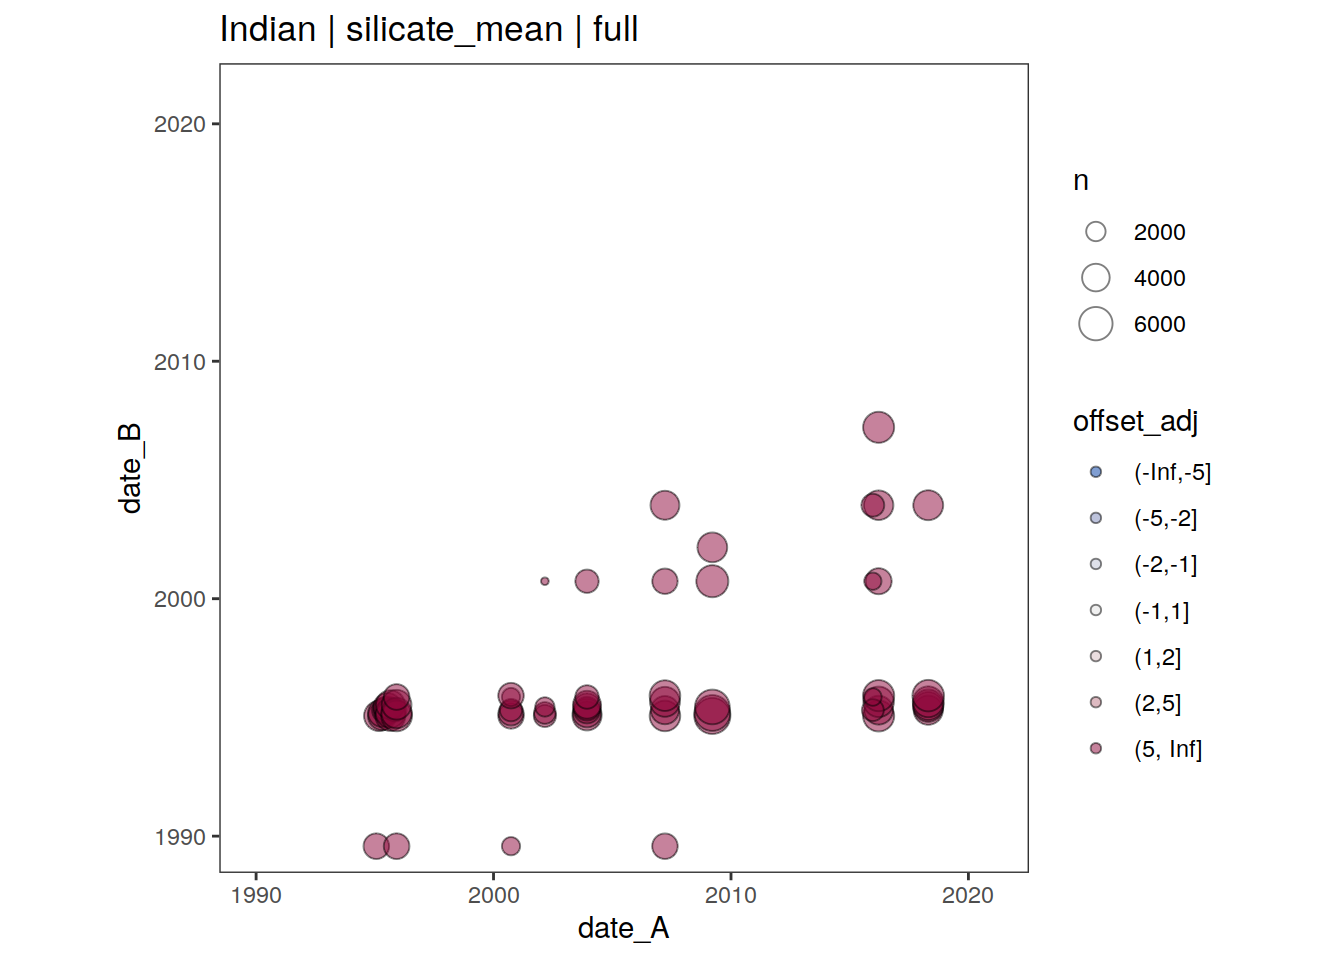 Indian | silicate_mean | full
2020
2010
2000
1990
date_B
1990
2000
2010
2020
date_A
n
2000
4000
6000
offset_adj
(-Inf,-5]
(-5,-2]
(-2,-1]
(-1,1]
(1,2]
(2,5]
(5, Inf]